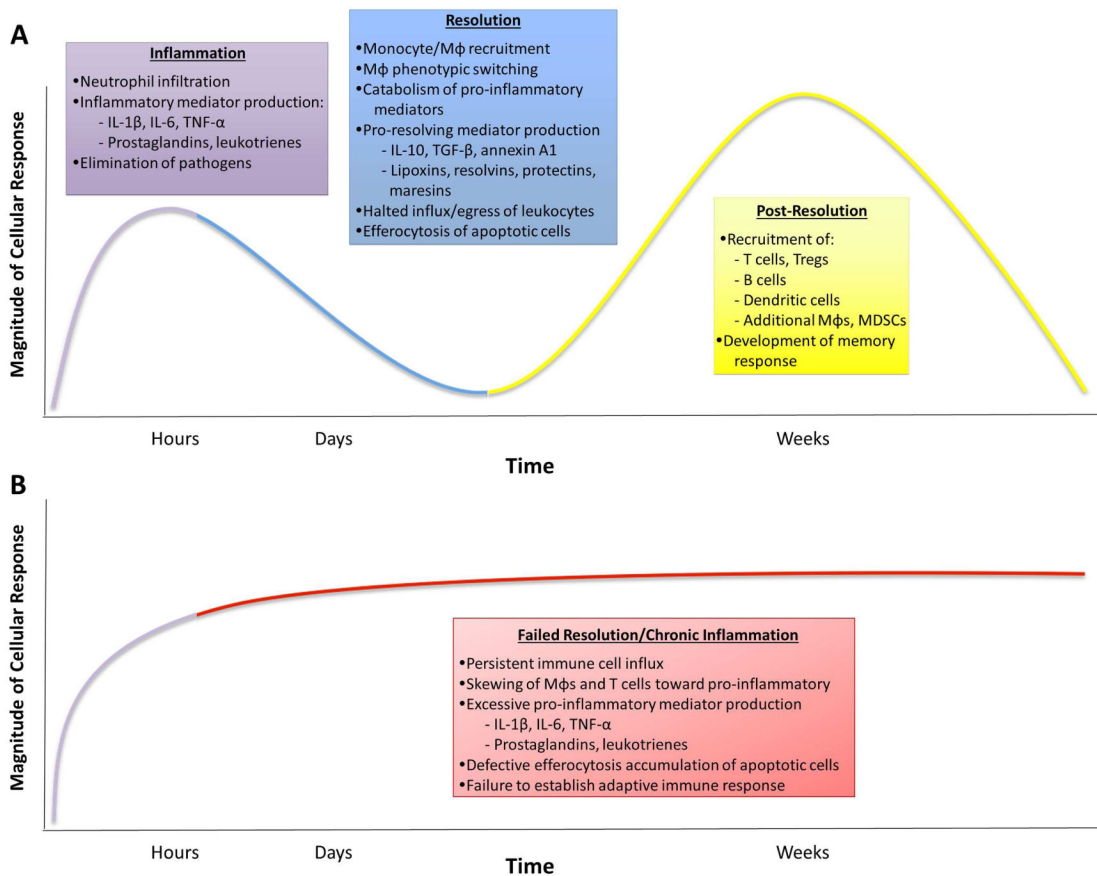 A
Magnitude of Cellular Response
Inflammation
•Neutrophil infiltration
•Inflammatory mediator production:
- IL-1β, IL-6, TNF-α
- Prostaglandins, leukotrienes
•Elimination of pathogens
Resolution
•Monocyte/Mϕ recruitment
•Mϕ phenotypic switching
•Catabolism of pro-inflammatory
mediators
•Pro-resolving mediator production
- IL-10, TGF-β, annexin A1
- Lipoxins, resolvins, protectins,
maresins
•Halted influx/egress of leukocytes
•Efferocytosis of apoptotic cells
Post-Resolution
•Recruitment of:
- T cells, Tregs
- B cells
- Dendritic cells
- Additional Mϕs, MDSCs
•Development of memory
response
Hours
Days
Weeks
Time
B
Magnitude of Cellular Response
Failed Resolution/Chronic Inflammation
•Persistent immune cell influx
•Skewing of Mϕs and T cells toward pro-inflammatory
•Excessive pro-inflammatory mediator production
- IL-1β, IL-6, TNF-α
- Prostaglandins, leukotrienes
•Defective efferocytosis accumulation of apoptotic cells
•Failure to establish adaptive immune response
Hours
Days
Weeks
Time